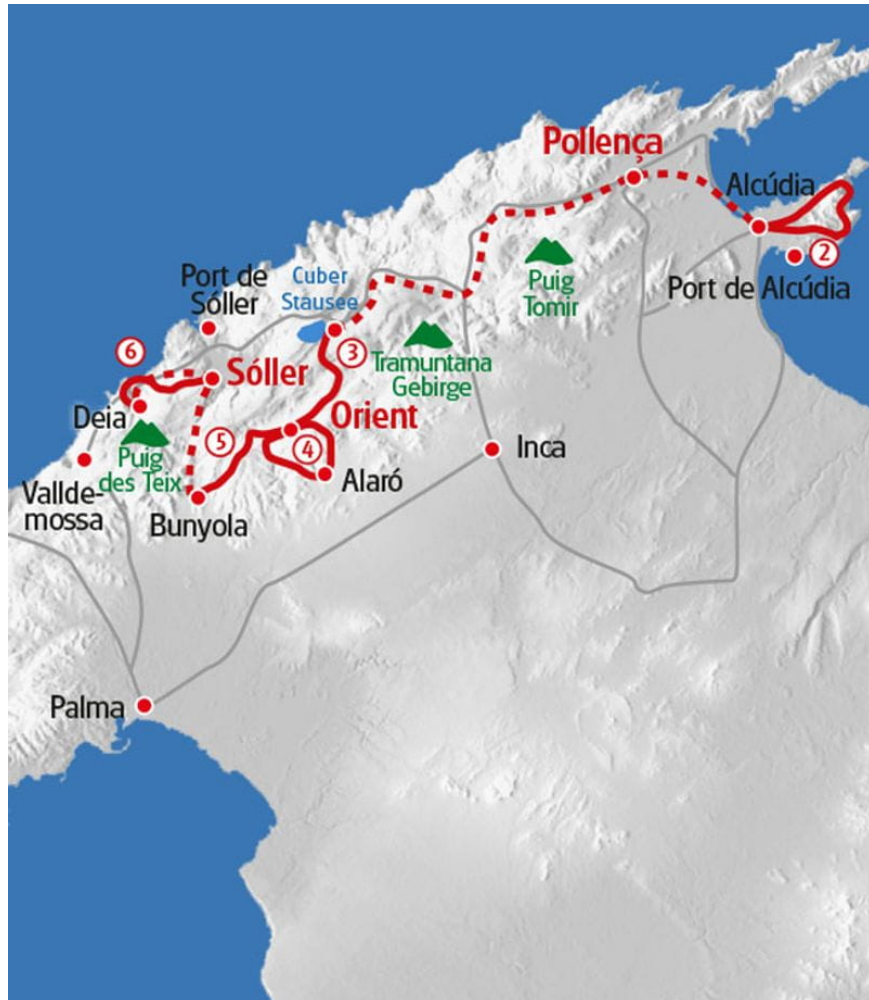 Pollença
Alcúdia
②
Port de Alcúdia
Puig
Tomir
Port de
Sóller
Cuber
Stausee
③
Tramuntana
Gebirge
⑥
Sóller
Deia
Puig
des Teix
⑤
Orient
④
Alaró
Inca
Vallde-
mossa
Bunyola
Palma